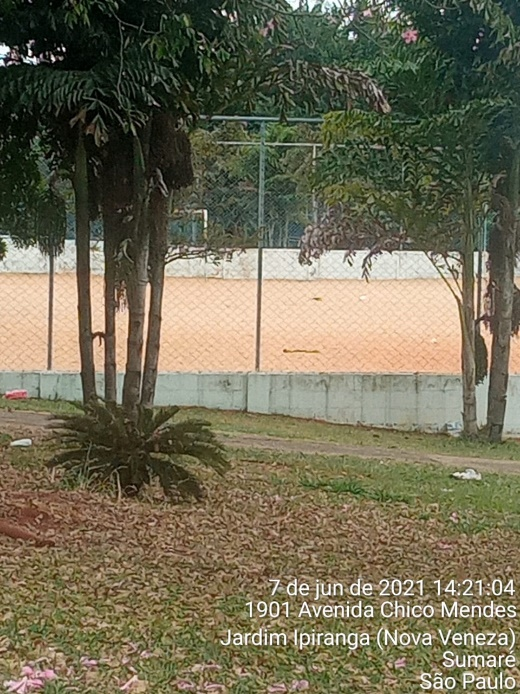 7 de jun de 2021 14:21:04
1901 Avenida Chico Mendes
Jardim Ipiranga (Nova Veneza)
Sumaré
São Paulo